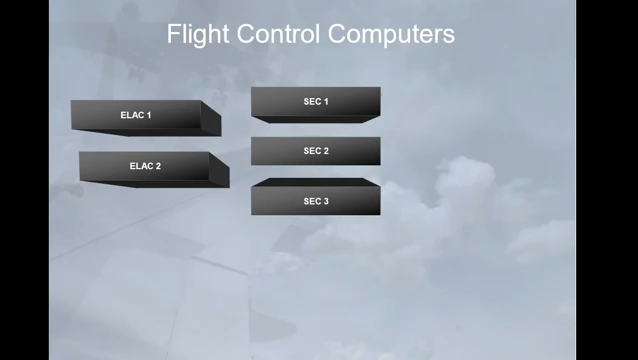 Flight Control Computers
ELAC 1
ELAC 2
SEC 1
SEC 2
SEC 3